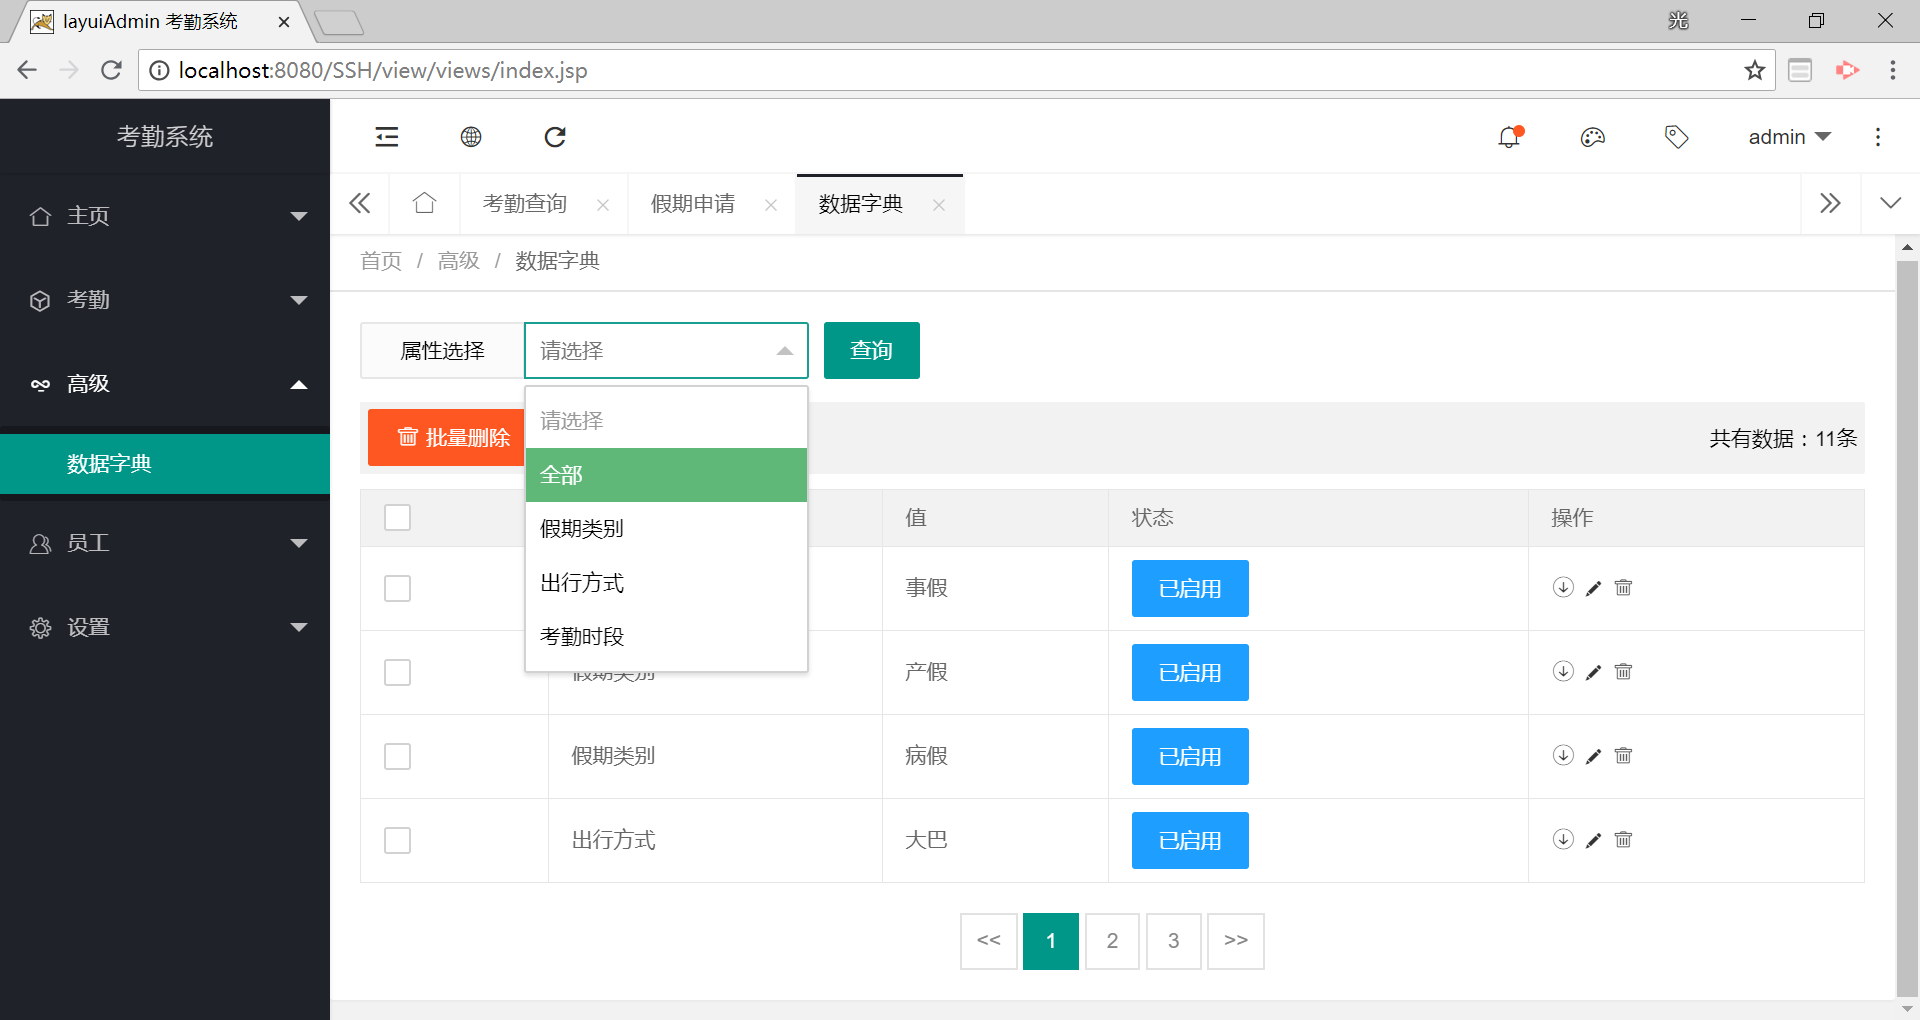 layuiAdmin 考勤系统
光
localhost:8080/SSH/view/views/index.jsp
考勤系统
admin
主页
考勤
高级
数据字典
员工
设置
考勤查询
假期申请
数据字典
首页 / 高级 / 数据字典
属性选择
请选择
查询
请选择
全部
假期类别
出行方式
考勤时段
批量删除
共有数据：11条
值
状态
操作
事假
已启用
假期类别
产假
已启用
假期类别
病假
已启用
出行方式
大巴
已启用
<< 1 2 3 >>